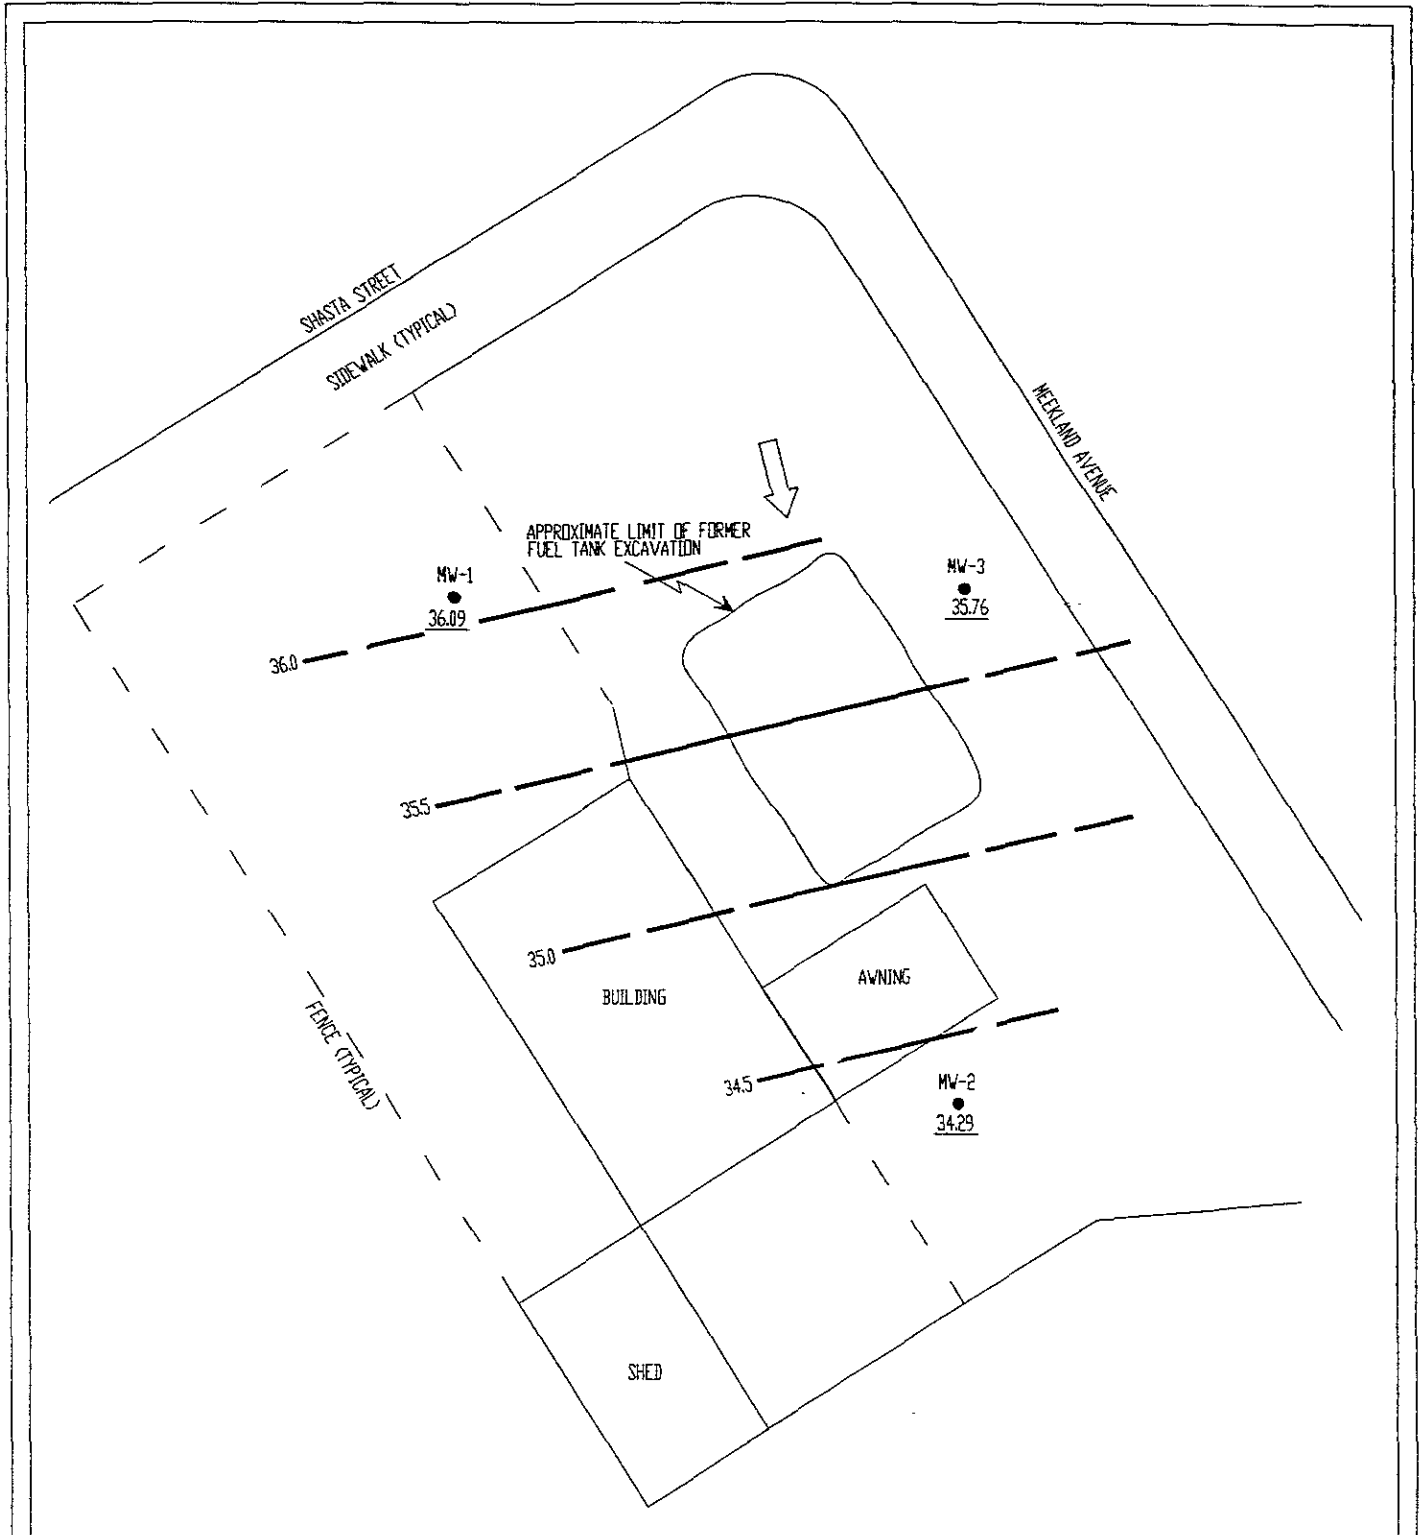 SHASTA STREET
SIDEWALK (TYPICAL)
MEEKLAND AVENUE
APPROXIMATE LIMIT OF FORMER
FUEL TANK EXCAVATION
MW-1
36.09
MW-3
35.76
36.0
35.5
35.0
BUILDING
AWNING
FENCE (TYPICAL)
34.5
MW-2
34.29
SHED